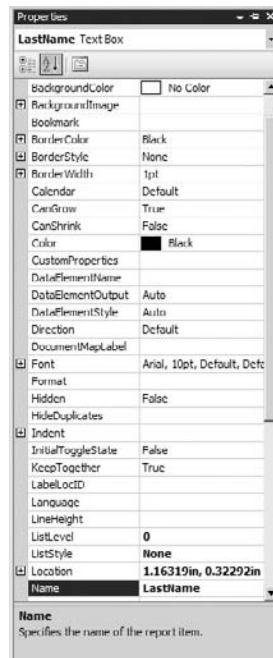 Properties
LastName Text Box
BackgroundColor No Color
BackgroundImage
Bookmark
BorderColor Black
BorderStyle None
BorderWidth 1pt
Calendar Default
CanGrow True
CanShrink False
Color Black
CustomProperties
DataElementName
DataElementOutput Auto
DataElementStyle Auto
Direction Default
DocumentMapLabel
Font Arial, 10pt, Default, Defa
Format
Hidden False
HideDuplicates
Indent
InitialToggleState False
KeepTogether True
LabelLocID
Language
LineHeight
ListLevel 0
ListStyle None
Location 1.16319in, 0.32292in
Name LastName
Name
Specifies the name of the report item.